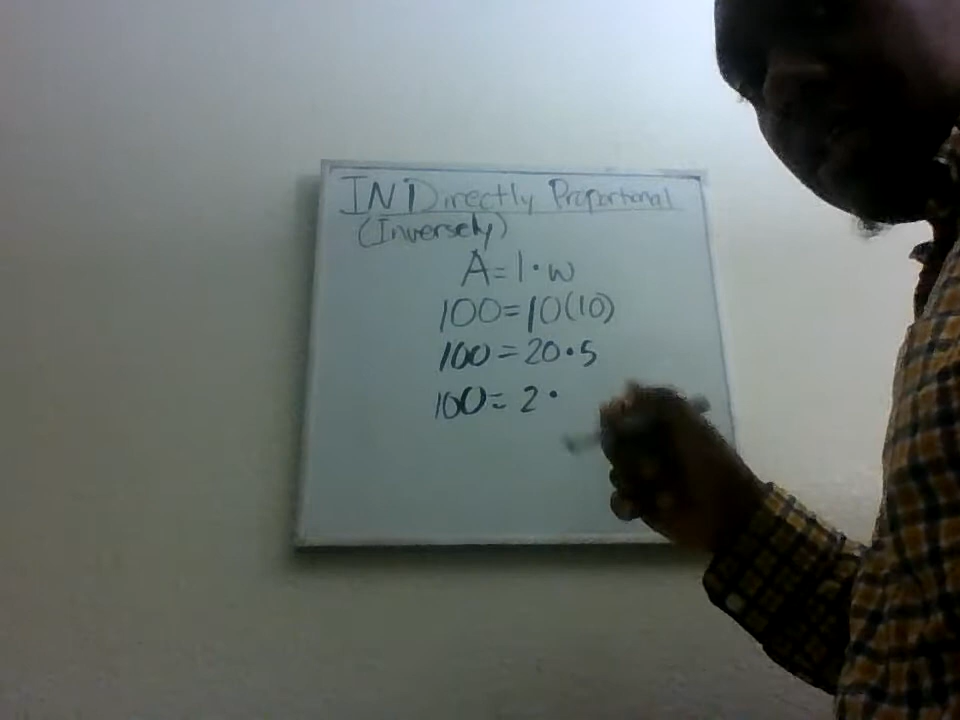 INDirectly Proportional
(Inversely)
A = l · w
100 = 10(10)
100 = 20 · 5
100 = 2 ·